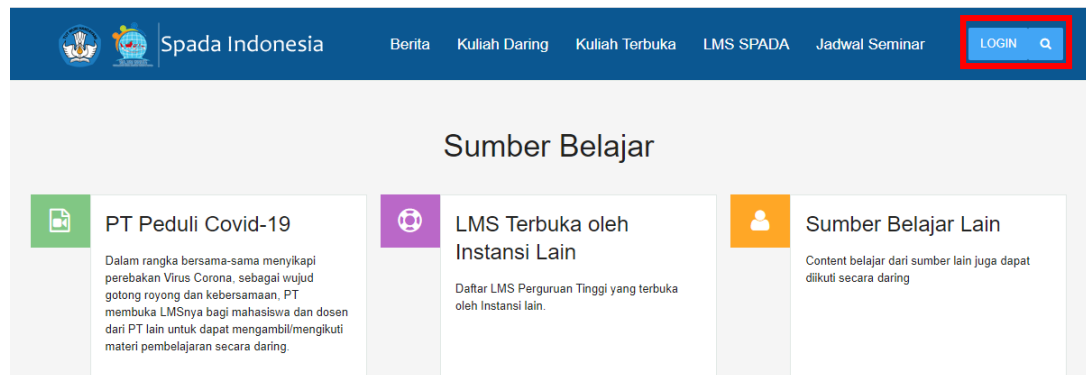 Spada Indonesia
Berita
Kuliah Daring
Kuliah Terbuka
LMS SPADA
Jadwal Seminar
LOGIN
Sumber Belajar
PT Peduli Covid-19
Dalam rangka bersama-sama menyikapi
perebakan Virus Corona, sebagai wujud
gotong royong dan kebersamaan, PT
membuka LMSnya bagi mahasiswa dan dosen
dari PT lain untuk dapat mengambil/mengikuti
materi pembelajaran secara daring.
LMS Terbuka oleh
Instansi Lain
Daftar LMS Perguruan Tinggi yang terbuka
oleh Instansi lain.
Sumber Belajar Lain
Content belajar dari sumber lain juga dapat
diikuti secara daring